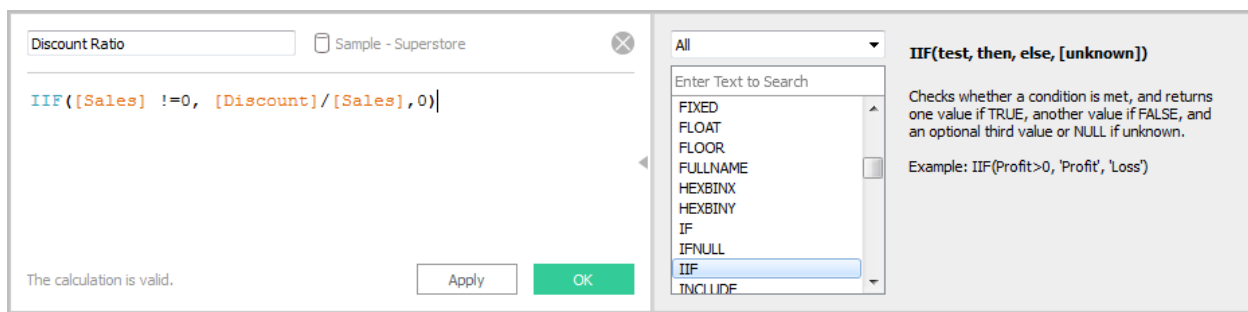 Discount Ratio
Sample - Superstore
IIF([Sales] !=0, [Discount]/[Sales],0)
The calculation is valid.
Apply
OK
All
Enter Text to Search
FIXED
FLOAT
FLOOR
FULLNAME
HEXBINX
HEXBINY
IF
IFNULL
IIF
INCLUDE
IIF(test, then, else, [unknown])
Checks whether a condition is met, and returns
one value if TRUE, another value if FALSE, and
an optional third value or NULL if unknown.
Example: IIF(Profit>0, 'Profit', 'Loss')